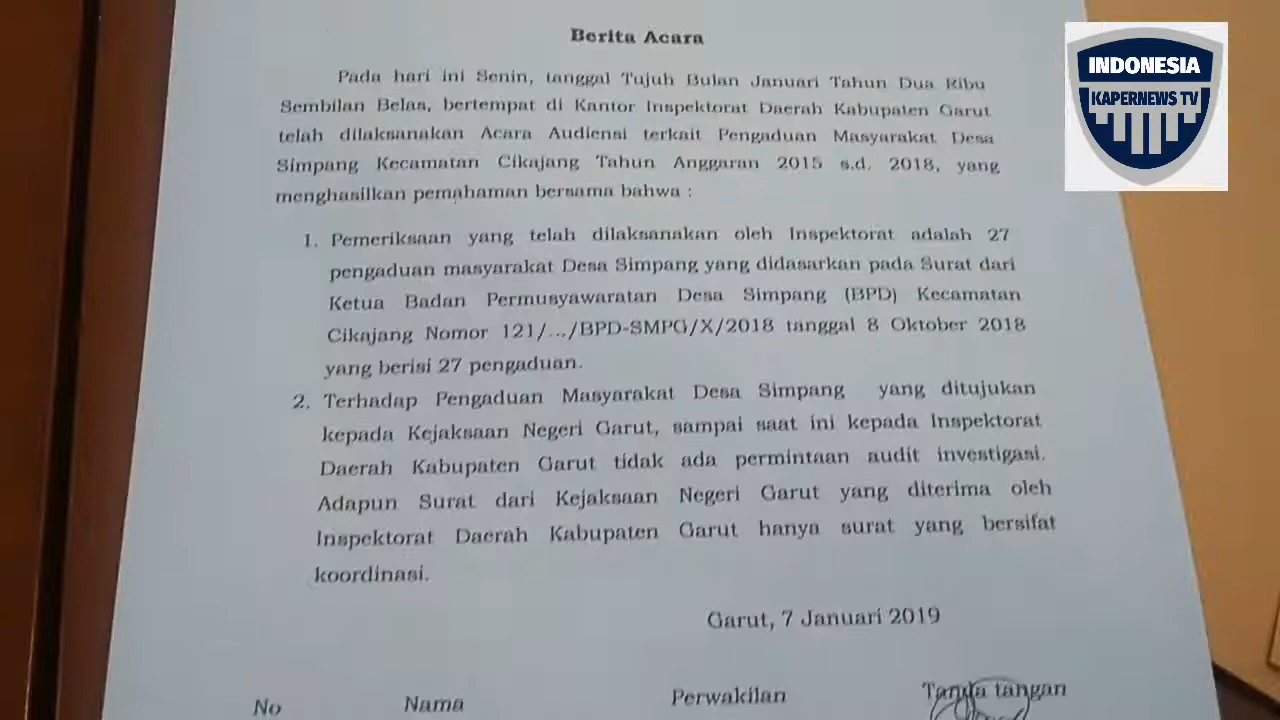 Berita Acara
INDONESIA
KAPERNEWS TV
Pada hari ini Senin, tanggal Tujuh Bulan Januari Tahun Dua Ribu
Sembilan Belas, bertempat di Kantor Inspektorat Daerah Kabupaten Garut
telah dilaksanakan Acara Audiensi terkait Pengaduan Masyarakat Desa
Simpang Kecamatan Cikajang Tahun Anggaran 2015 s.d. 2018, yang
menghasilkan pemahaman bersama bahwa :
1. Pemeriksaan yang telah dilaksanakan oleh Inspektorat adalah 27
pengaduan masyarakat Desa Simpang yang didasarkan pada Surat dari
Ketua Badan Permusyawaratan Desa Simpang (BPD) Kecamatan
Cikajang Nomor 121/.../BPD-SMPG/X/2018 tanggal 8 Oktober 2018
yang berisi 27 pengaduan.
2. Terhadap Pengaduan Masyarakat Desa Simpang yang ditujukan
kepada Kejaksaan Negeri Garut, sampai saat ini kepada Inspektorat
Daerah Kabupaten Garut tidak ada permintaan audit investigasi.
Adapun Surat dari Kejaksaan Negeri Garut yang diterima oleh
Inspektorat Daerah Kabupaten Garut hanya surat yang bersifat
koordinasi.
Garut, 7 Januari 2019
No Nama Perwakilan Tanda tangan